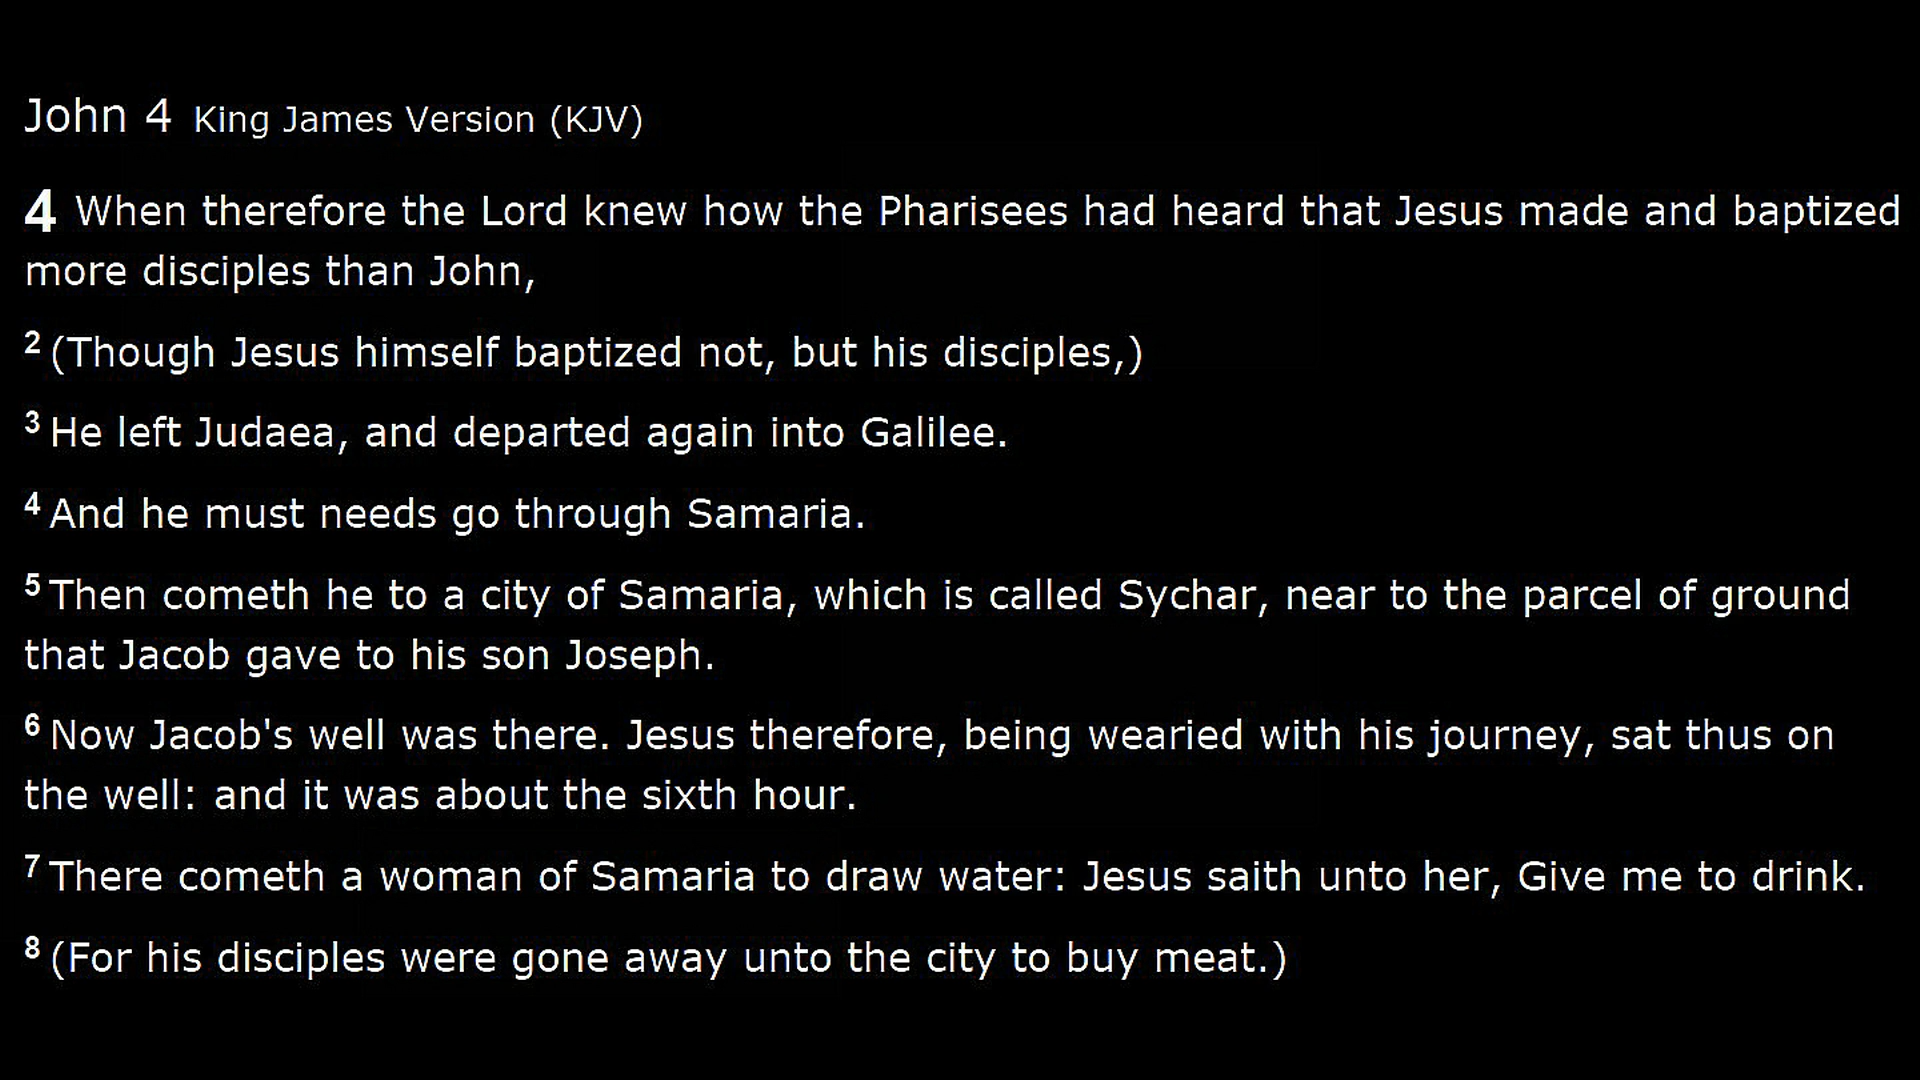 John 4 King James Version (KJV)
4 When therefore the Lord knew how the Pharisees had heard that Jesus made and baptized
more disciples than John,
2 (Though Jesus himself baptized not, but his disciples,)
3 He left Judaea, and departed again into Galilee.
4 And he must needs go through Samaria.
5 Then cometh he to a city of Samaria, which is called Sychar, near to the parcel of ground
that Jacob gave to his son Joseph.
6 Now Jacob's well was there. Jesus therefore, being wearied with his journey, sat thus on
the well: and it was about the sixth hour.
7 There cometh a woman of Samaria to draw water: Jesus saith unto her, Give me to drink.
8 (For his disciples were gone away unto the city to buy meat.)